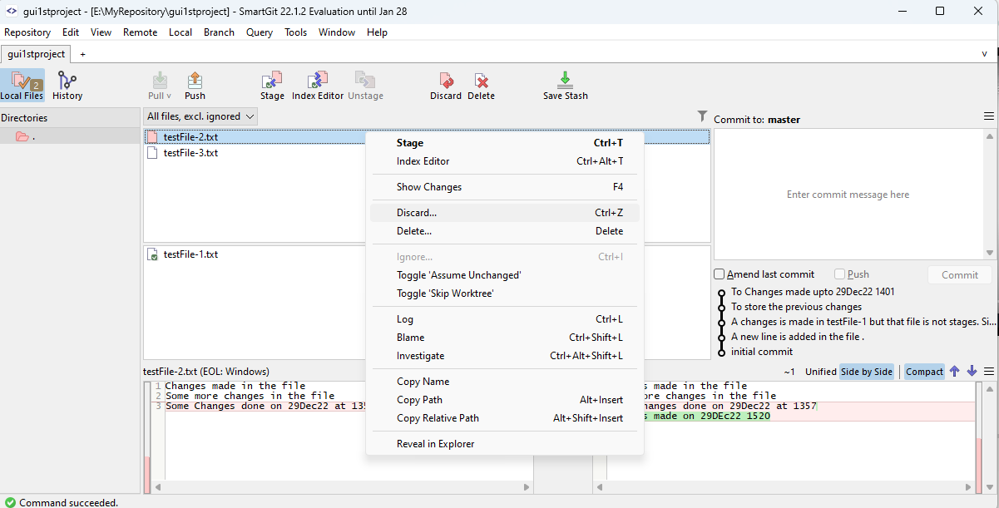 gui1stproject - [E:\MyRepository\gui1stproject] - SmartGit 22.1.2 Evaluation until Jan 28
Repository Edit View Remote Local Branch Query Tools Window Help
gui1stproject +
2
Local Files History Pull Push Stage Index Editor Unstage Discard Delete Save Stash
Directories
.
All files, excl. ignored
testFile-2.txt
testFile-3.txt
testFile-1.txt
Stage Ctrl+T
Index Editor Ctrl+Alt+T
Show Changes F4
Discard... Ctrl+Z
Delete... Delete
Ignore... Ctrl+I
Toggle 'Assume Unchanged'
Toggle 'Skip Worktree'
Log Ctrl+L
Blame Ctrl+Shift+L
Investigate Ctrl+Alt+Shift+L
Copy Name
Copy Path Alt+Insert
Copy Relative Path Alt+Shift+Insert
Reveal in Explorer
Commit to: master
Enter commit message here
Amend last commit Push Commit
To Changes made upto 29Dec22 1401
To store the previous changes
A changes is made in testFile-1 but that file is not stages. Si...
A new line is added in the file .
initial commit
testFile-2.txt (EOL: Windows)
~1 Unified Side by Side Compact
1 Changes made in the file
2 Some more changes in the file
3 Some Changes done on 29Dec22 at 135
s made in the file
ore changes in the file
hanges done on 29Dec22 at 1357
s made on 29DEc22 1520
Command succeeded.